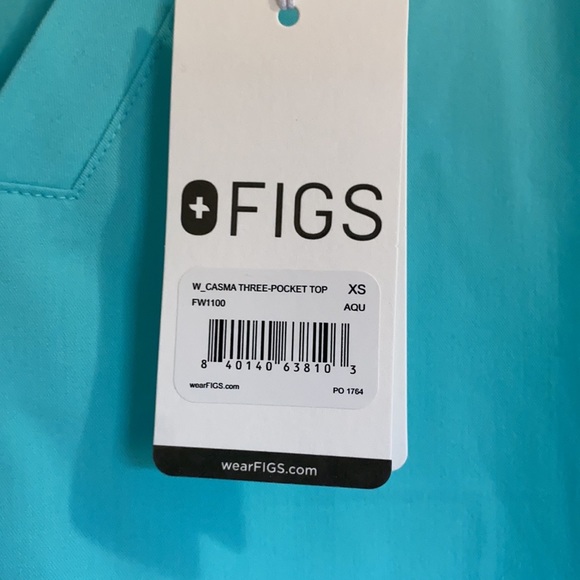 FIGS
W_CASMA THREE-POCKET TOP XS
FW1100 AQU
8 40140 63810 3
wearFIGS.com PO 1764
wearFIGS.com